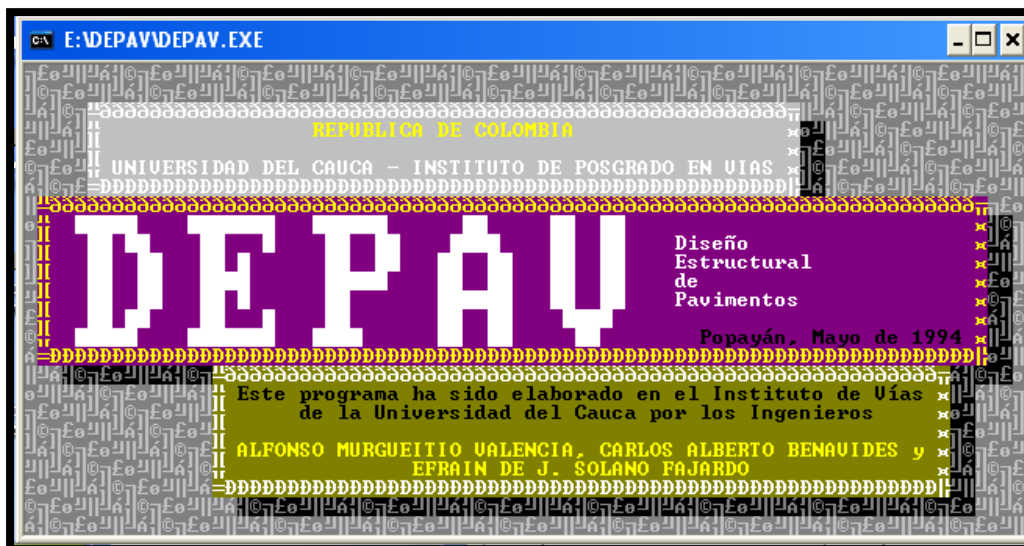 E:\DEPAV\DEPAV.EXE
REPUBLICA DE COLOMBIA
UNIVERSIDAD DEL CAUCA - INSTITUTO DE POSGRADO EN VIAS
DEPAV
Diseño
Estructural
de
Pavimentos
Popayán, Mayo de 1994
Este programa ha sido elaborado en el Instituto de Vías
de la Universidad del Cauca por los Ingenieros
ALFONSO MURGUEITIO VALENCIA, CARLOS ALBERTO BENAVIDES y
EFRAIN DE J. SOLANO FAJARDO